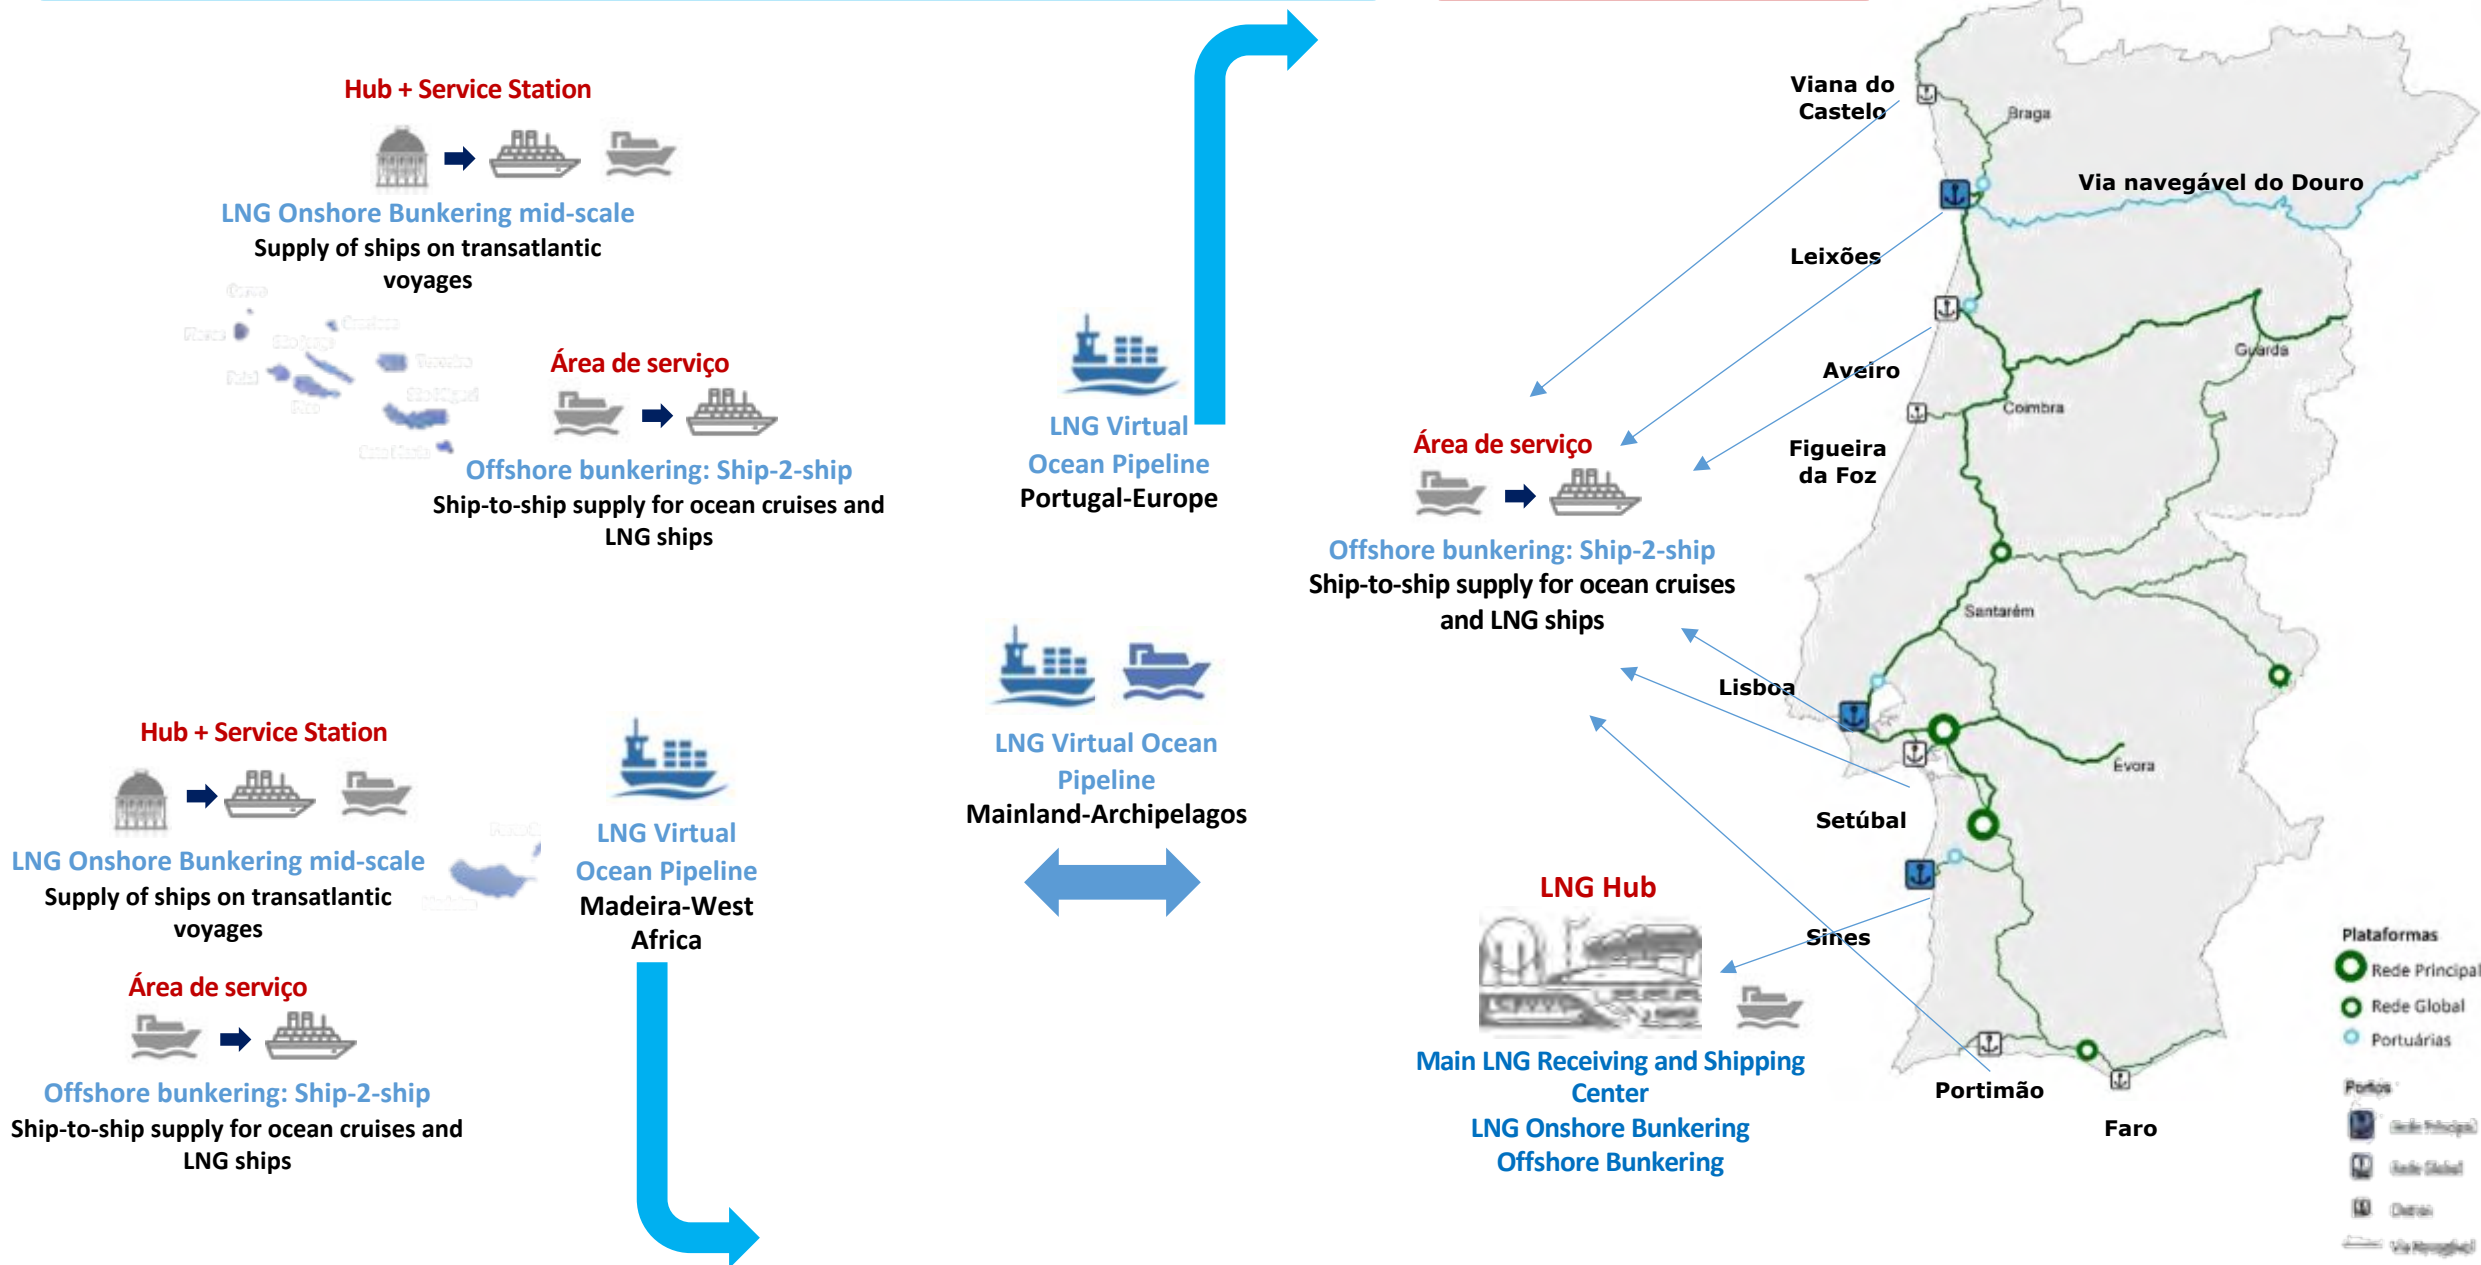 Hub + Service Station
LNG Onshore Bunkering mid-scale
Supply of ships on transatlantic
voyages
Área de serviço
Offshore bunkering: Ship-2-ship
Ship-to-ship supply for ocean cruises and
LNG ships
LNG Virtual
Ocean Pipeline
Portugal-Europe
Hub + Service Station
LNG Onshore Bunkering mid-scale
Supply of ships on transatlantic
voyages
Área de serviço
Offshore bunkering: Ship-2-ship
Ship-to-ship supply for ocean cruises and
LNG ships
LNG Virtual
Ocean Pipeline
Madeira-West
Africa
LNG Virtual Ocean
Pipeline
Mainland-Archipelagos
Área de serviço
Offshore bunkering: Ship-2-ship
Ship-to-ship supply for ocean cruises
and LNG ships
LNG Hub
Main LNG Receiving and Shipping
Center
LNG Onshore Bunkering
Offshore Bunkering
Viana do
Castelo
Braga
Via navegável do Douro
Leixões
Aveiro
Guarda
Coimbra
Figueira
da Foz
Santarém
Lisboa
Évora
Setúbal
Sines
Portimão
Faro
Plataformas
Rede Principal
Rede Global
Portuárias
Portos